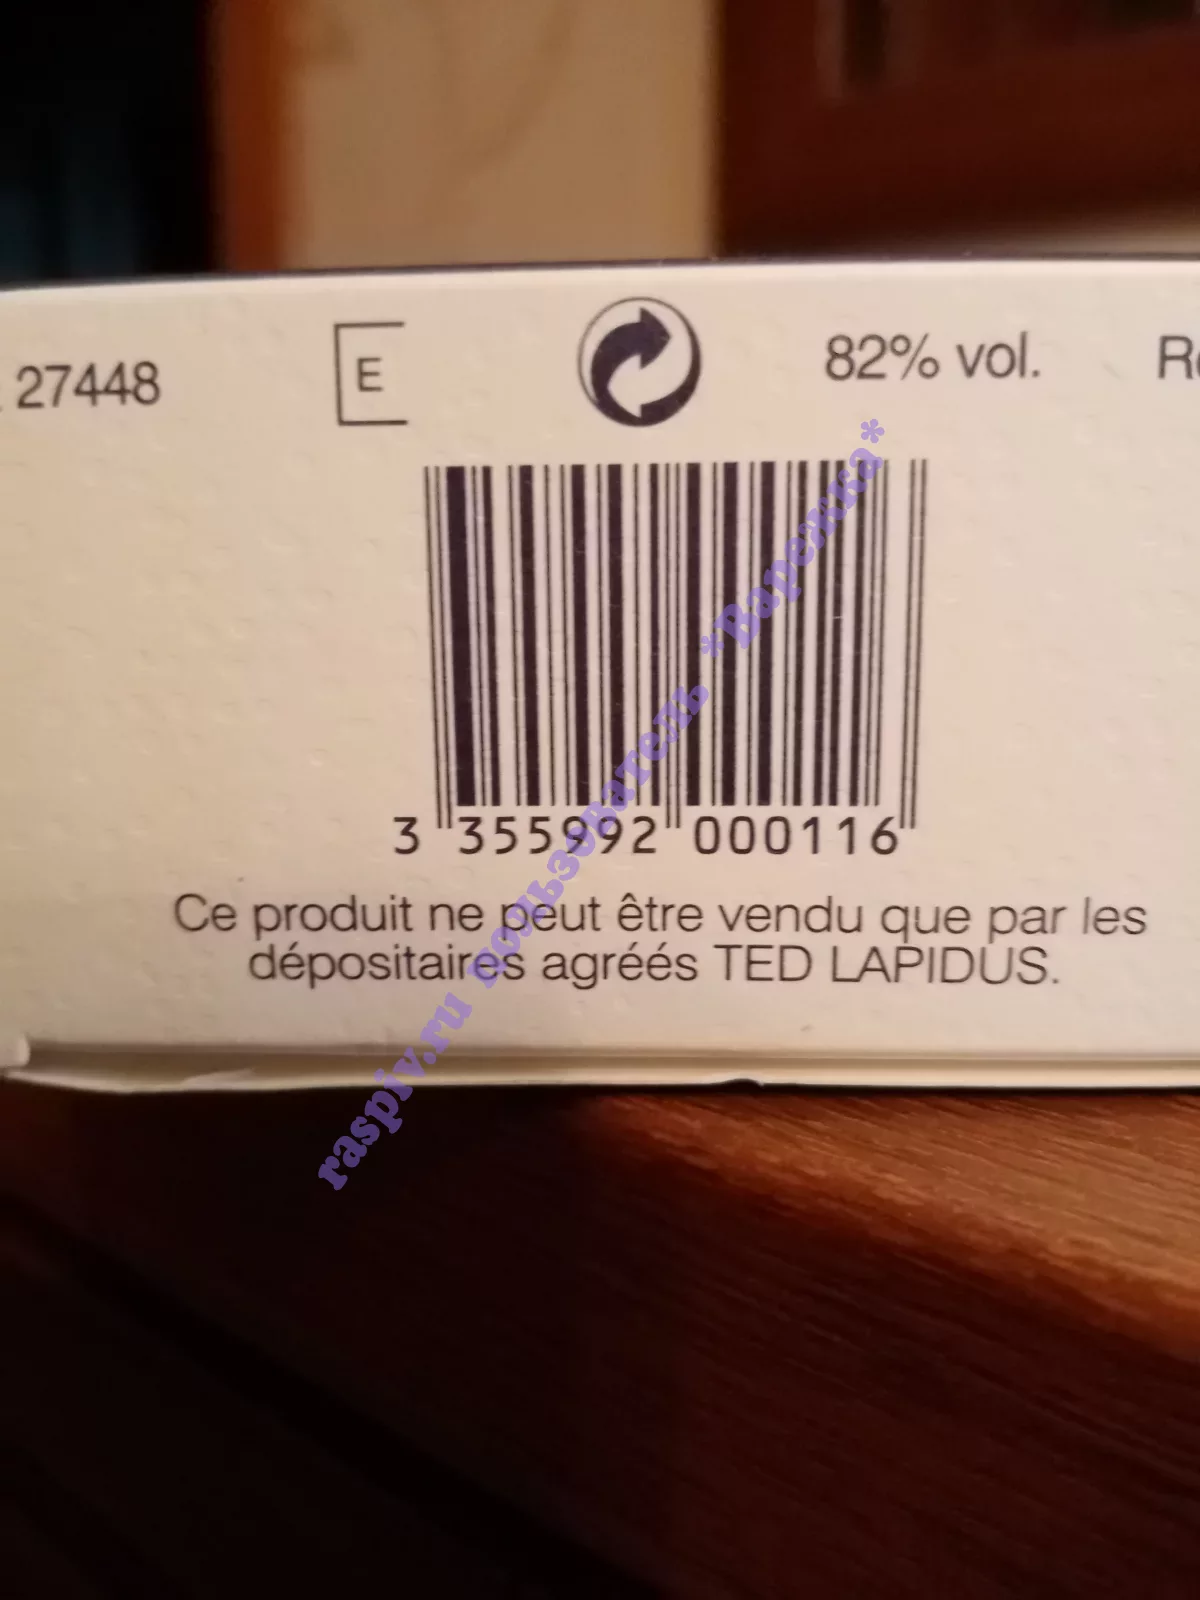 27448
E
82% vol.
3 355992 000116
Ce produit ne peut être vendu que par les
dépositaires agréés TED LAPIDUS.
raspiv.ru пользователь *Варежка*